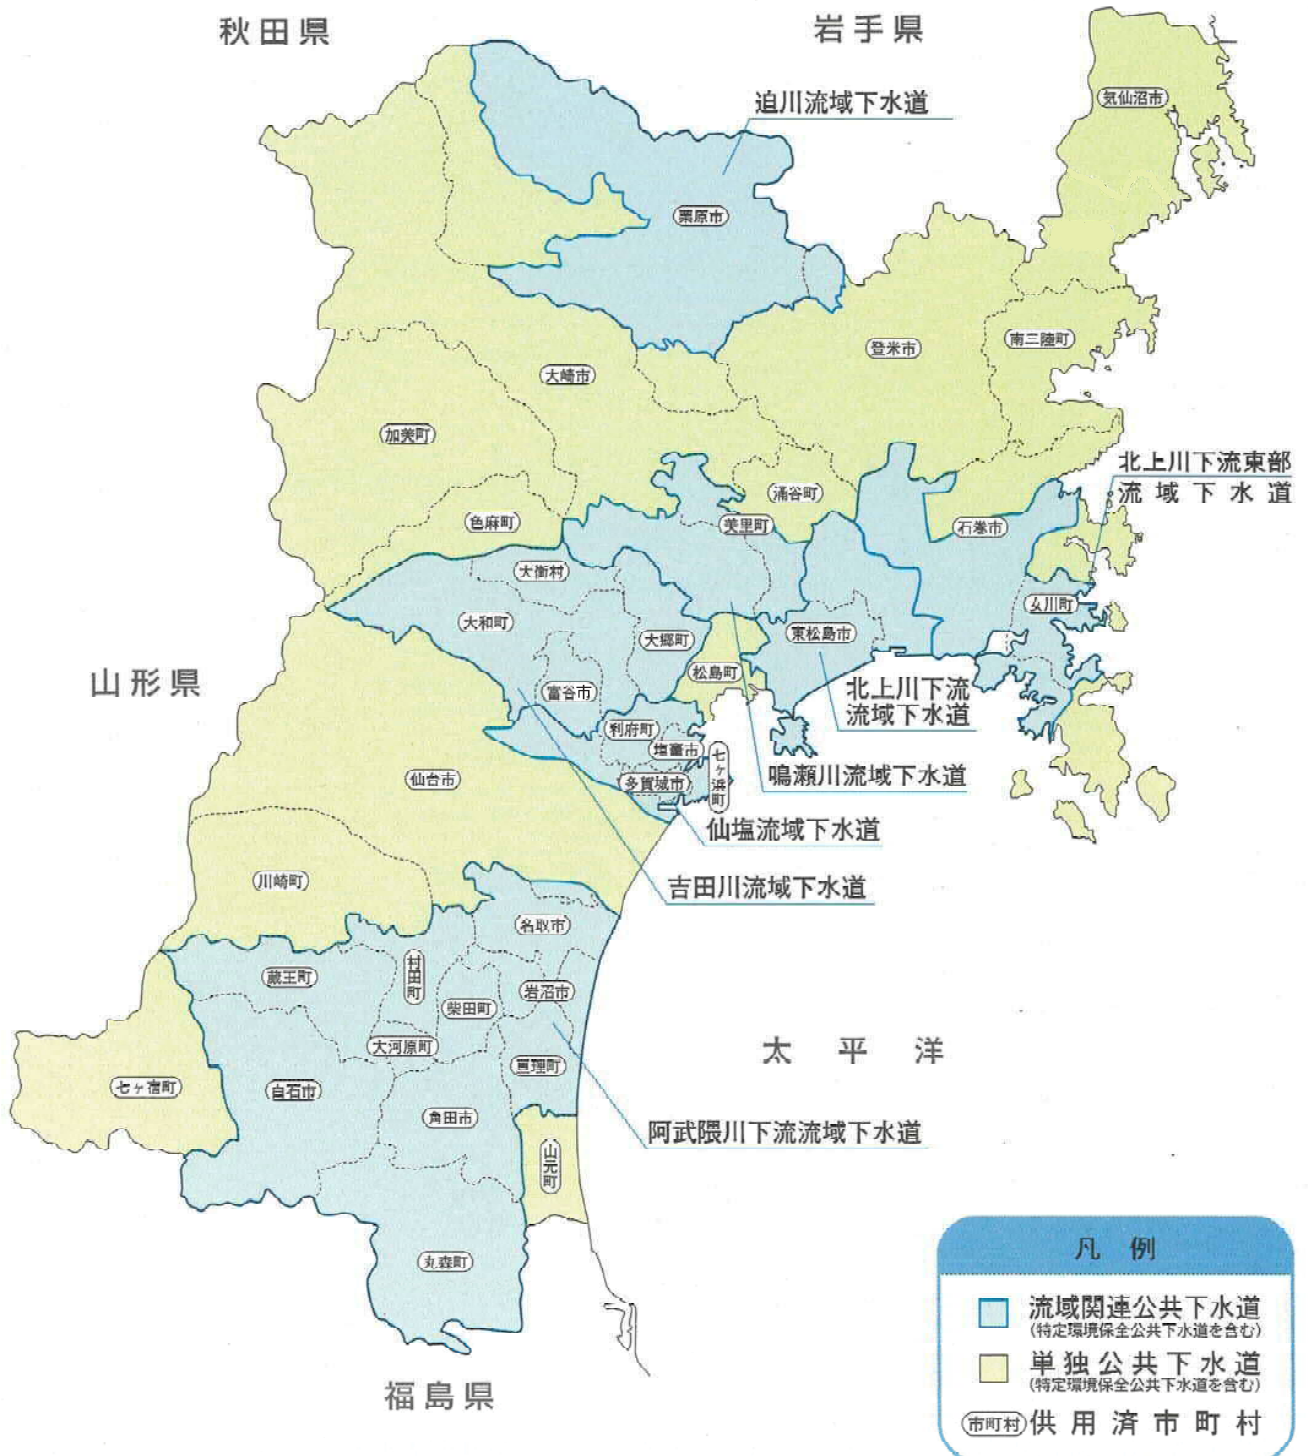 秋田県
岩手県
気仙沼市
迫川流域下水道
栗原市
登米市
南三陸町
大崎市
加美町
北上川下流東部
流域下水道
涌谷町
色麻町
美里町
石巻市
大衡村
女川町
大和町
大郷町
東松島市
山形県
松島町
富谷市
北上川下流
流域下水道
利府町
塩竈市
七ヶ浜町
仙台市
多賀城市
鳴瀬川流域下水道
仙塩流域下水道
川崎町
吉田川流域下水道
名取市
蔵王町
村田町
岩沼市
柴田町
大河原町
太平洋
亘理町
七ヶ宿町
白石市
角田市
阿武隈川下流流域下水道
山元町
丸森町
福島県
凡例
流域関連公共下水道
(特定環境保全公共下水道を含む)
単独公共下水道
(特定環境保全公共下水道を含む)
市町村 供用済市町村